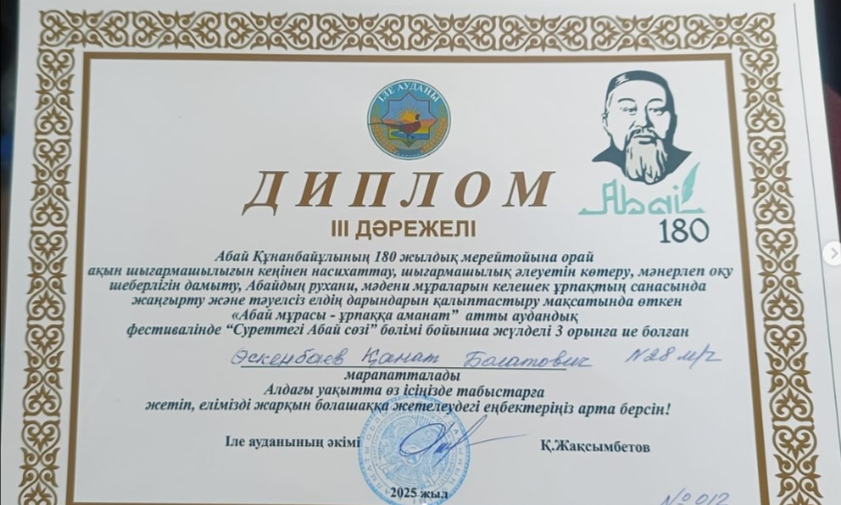 ІЛЕ АУДАНЫ
ДИПЛОМ
III ДӘРЕЖЕЛІ
Abai
180
Абай Құнанбайұлының 180 жылдық мерейтойына орай
ақын шығармашылығын кеңінен насихаттау, шығармашылық әлеуетін көтеру, мәнерлеп оқу
шеберлігін дамыту, Абайдың рухани, мәдени мұраларын келешек ұрпақтың санасында
жаңғырту және тәуелсіз елдің дарындарын қалыптастыру мақсатында өткен
«Абай мұрасы - ұрпаққа аманат” атты аудандық
фестивалінде “Суреттегі Абай сөзі” бөлімі бойынша жүлделі 3 орынға ие болған
Өскенбаев Қанат Болатович N28 м/г
марапатталады
Алдағы уақытта өз ісіңізде табыстарға
жетіп, елімізді жарқын болашаққа жетелеудегі еңбектеріңіз арта берсін!
Іле ауданының әкімі Қ.Жақсымбетов
2025 жыл
№ 012